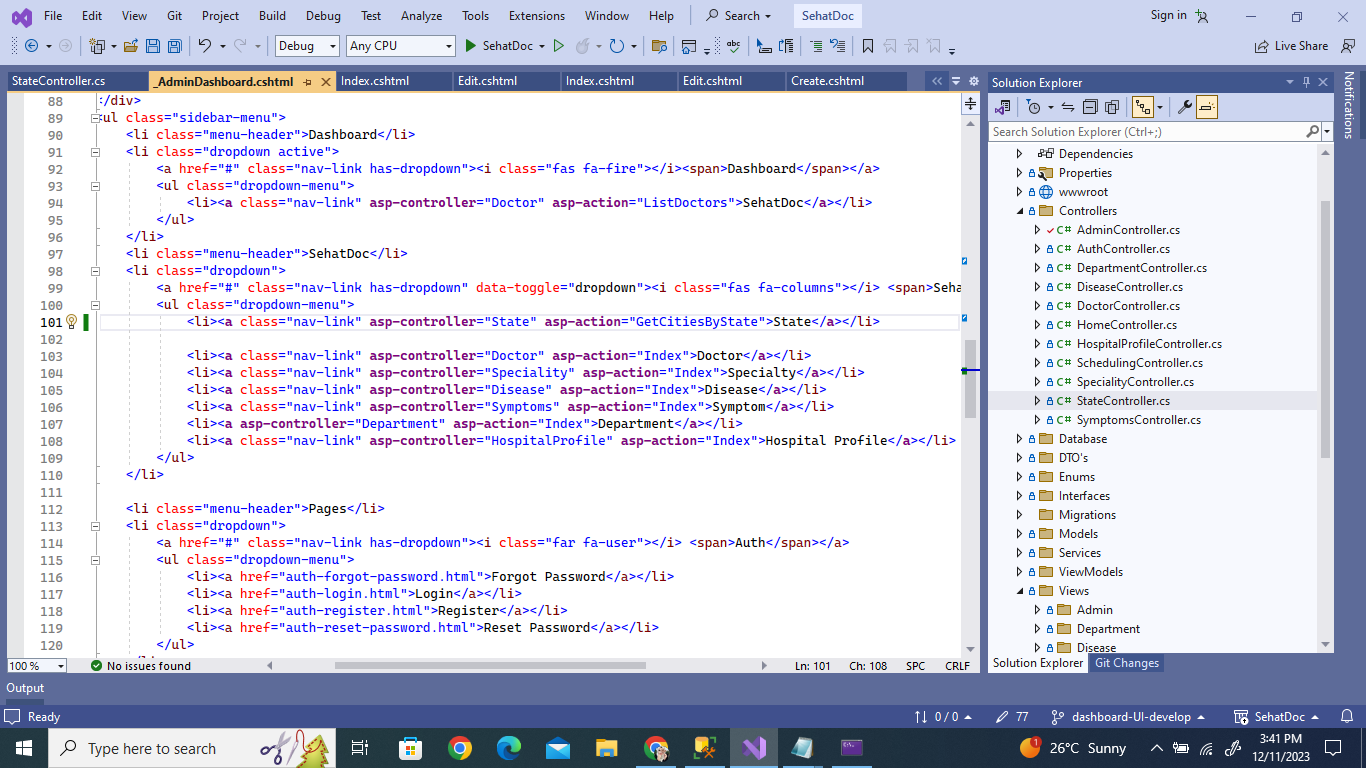 File Edit View Git Project Build Debug Test Analyze Tools Extensions Window Help Search SehatDoc Sign in
Debug Any CPU SehatDoc Live Share
StateController.cs _AdminDashboard.cshtml Index.cshtml Edit.cshtml Index.cshtml Edit.cshtml Create.cshtml
88 :/div>
89 <ul class="sidebar-menu">
90 <li class="menu-header">Dashboard</li>
91 <li class="dropdown active">
92 <a href="#" class="nav-link has-dropdown"><i class="fas fa-fire"></i><span>Dashboard</span></a>
93 <ul class="dropdown-menu">
94 <li><a class="nav-link" asp-controller="Doctor" asp-action="ListDoctors">SehatDoc</a></li>
95 </ul>
96 </li>
97 <li class="menu-header">SehatDoc</li>
98 <li class="dropdown">
99 <a href="#" class="nav-link has-dropdown" data-toggle="dropdown"><i class="fas fa-columns"></i> <span>Seha
100 <ul class="dropdown-menu">
101 <li><a class="nav-link" asp-controller="State" asp-action="GetCitiesByState">State</a></li>
102
103 <li><a class="nav-link" asp-controller="Doctor" asp-action="Index">Doctor</a></li>
104 <li><a class="nav-link" asp-controller="Speciality" asp-action="Index">Specialty</a></li>
105 <li><a class="nav-link" asp-controller="Disease" asp-action="Index">Disease</a></li>
106 <li><a class="nav-link" asp-controller="Symptoms" asp-action="Index">Symptom</a></li>
107 <li><a asp-controller="Department" asp-action="Index">Department</a></li>
108 <li><a class="nav-link" asp-controller="HospitalProfile" asp-action="Index">Hospital Profile</a></li>
109 </ul>
110 </li>
111
112 <li class="menu-header">Pages</li>
113 <li class="dropdown">
114 <a href="#" class="nav-link has-dropdown"><i class="far fa-user"></i> <span>Auth</span></a>
115 <ul class="dropdown-menu">
116 <li><a href="auth-forgot-password.html">Forgot Password</a></li>
117 <li><a href="auth-login.html">Login</a></li>
118 <li><a href="auth-register.html">Register</a></li>
119 <li><a href="auth-reset-password.html">Reset Password</a></li>
120 </ul>
100 % No issues found Ln: 101 Ch: 108 SPC CRLF
Solution Explorer
Search Solution Explorer (Ctrl+;)
Dependencies
Properties
wwwroot
Controllers
C# AdminController.cs
C# AuthController.cs
C# DepartmentController.cs
C# DiseaseController.cs
C# DoctorController.cs
C# HomeController.cs
C# HospitalProfileController.cs
C# SchedulingController.cs
C# SpecialityController.cs
C# StateController.cs
C# SymptomsController.cs
Database
DTO's
Enums
Interfaces
Migrations
Models
Services
ViewModels
Views
Admin
Department
Disease
Solution Explorer Git Changes
Notifications
Output
Ready 0 / 0 77 dashboard-UI-develop SehatDoc
Type here to search 1 26°C Sunny 3:41 PM
12/11/2023